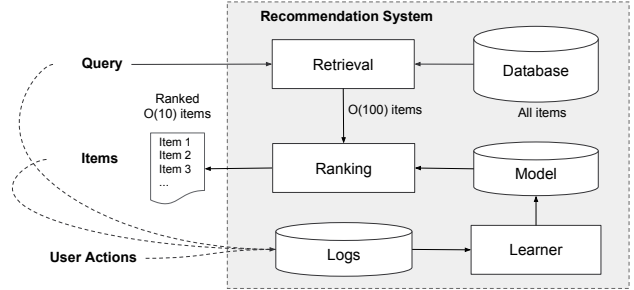 Recommendation System
Query
Retrieval
Database
All items
Ranked
O(10) items
O(100) items
Items
Item 1
Item 2
Item 3
...
Ranking
Model
User Actions
Logs
Learner